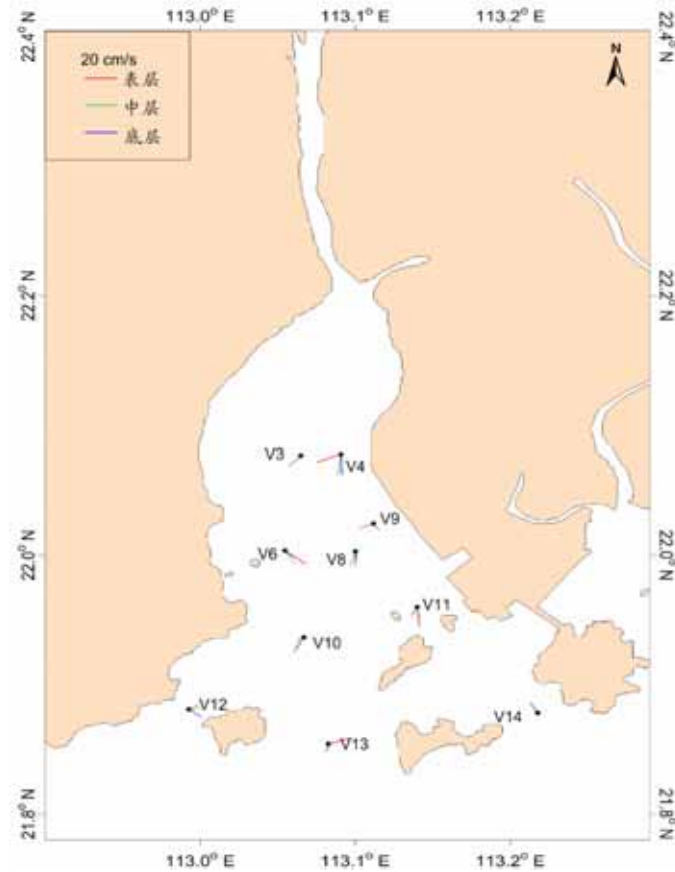 113.0° E 113.1° E 113.2° E
22.4° N 22.4° N
20 cm/s
表层
中层
底层
N
22.2° N 22.2° N
V3
V4
V9
V6 V8
22.0° N 22.0° N
V11
V10
V12
V14
V13
21.8° N 21.8° N
113.0° E 113.1° E 113.2° E